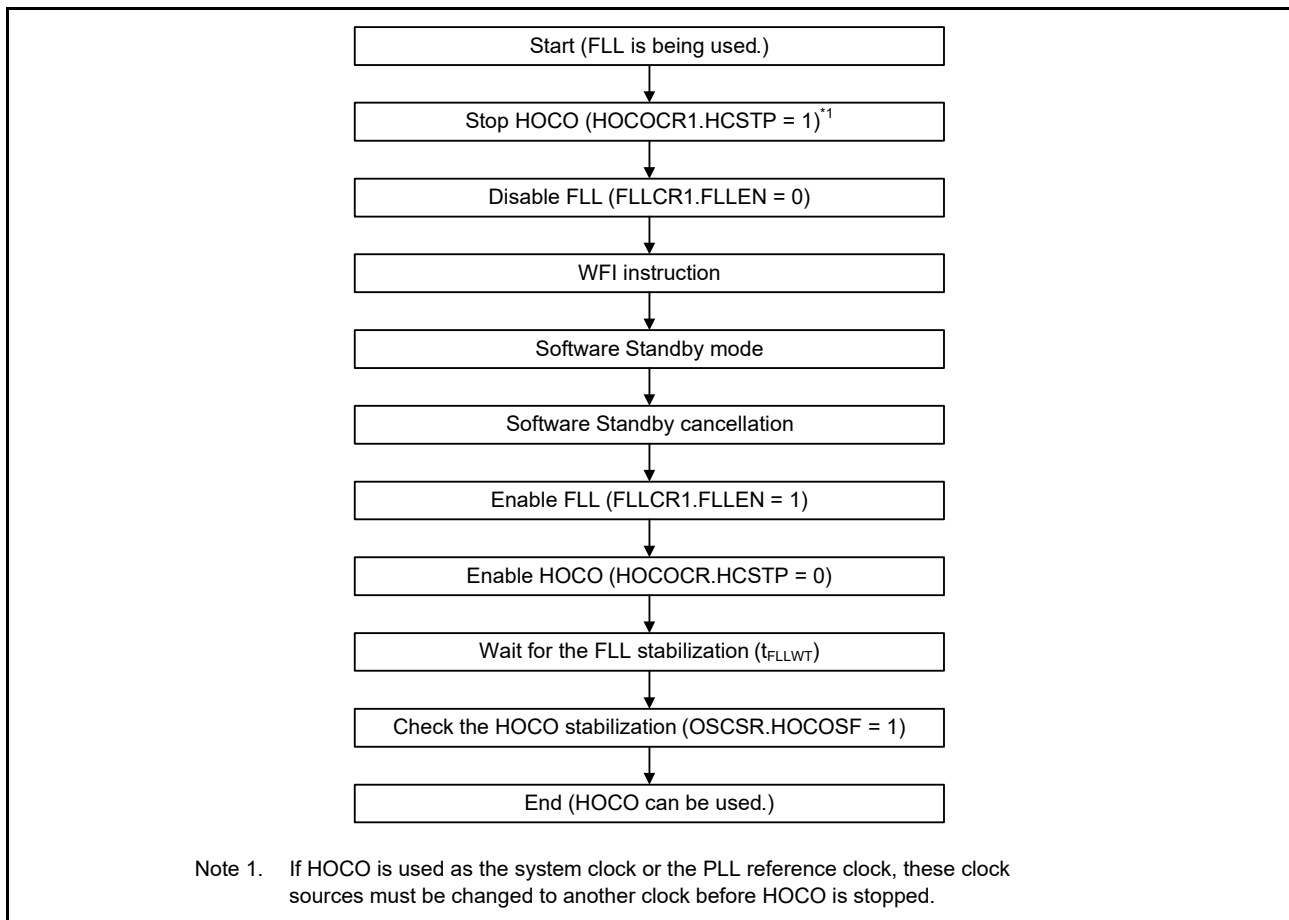 Start (FLL is being used.)
Stop HOCO (HOCOCR1.HCSTP = 1)*1
Disable FLL (FLLCR1.FLLEN = 0)
WFI instruction
Software Standby mode
Software Standby cancellation
Enable FLL (FLLCR1.FLLEN = 1)
Enable HOCO (HOCOCR.HCSTP = 0)
Wait for the FLL stabilization (tFLLWT)
Check the HOCO stabilization (OSCSR.HOCOSF = 1)
End (HOCO can be used.)
Note 1. If HOCO is used as the system clock or the PLL reference clock, these clock
sources must be changed to another clock before HOCO is stopped.